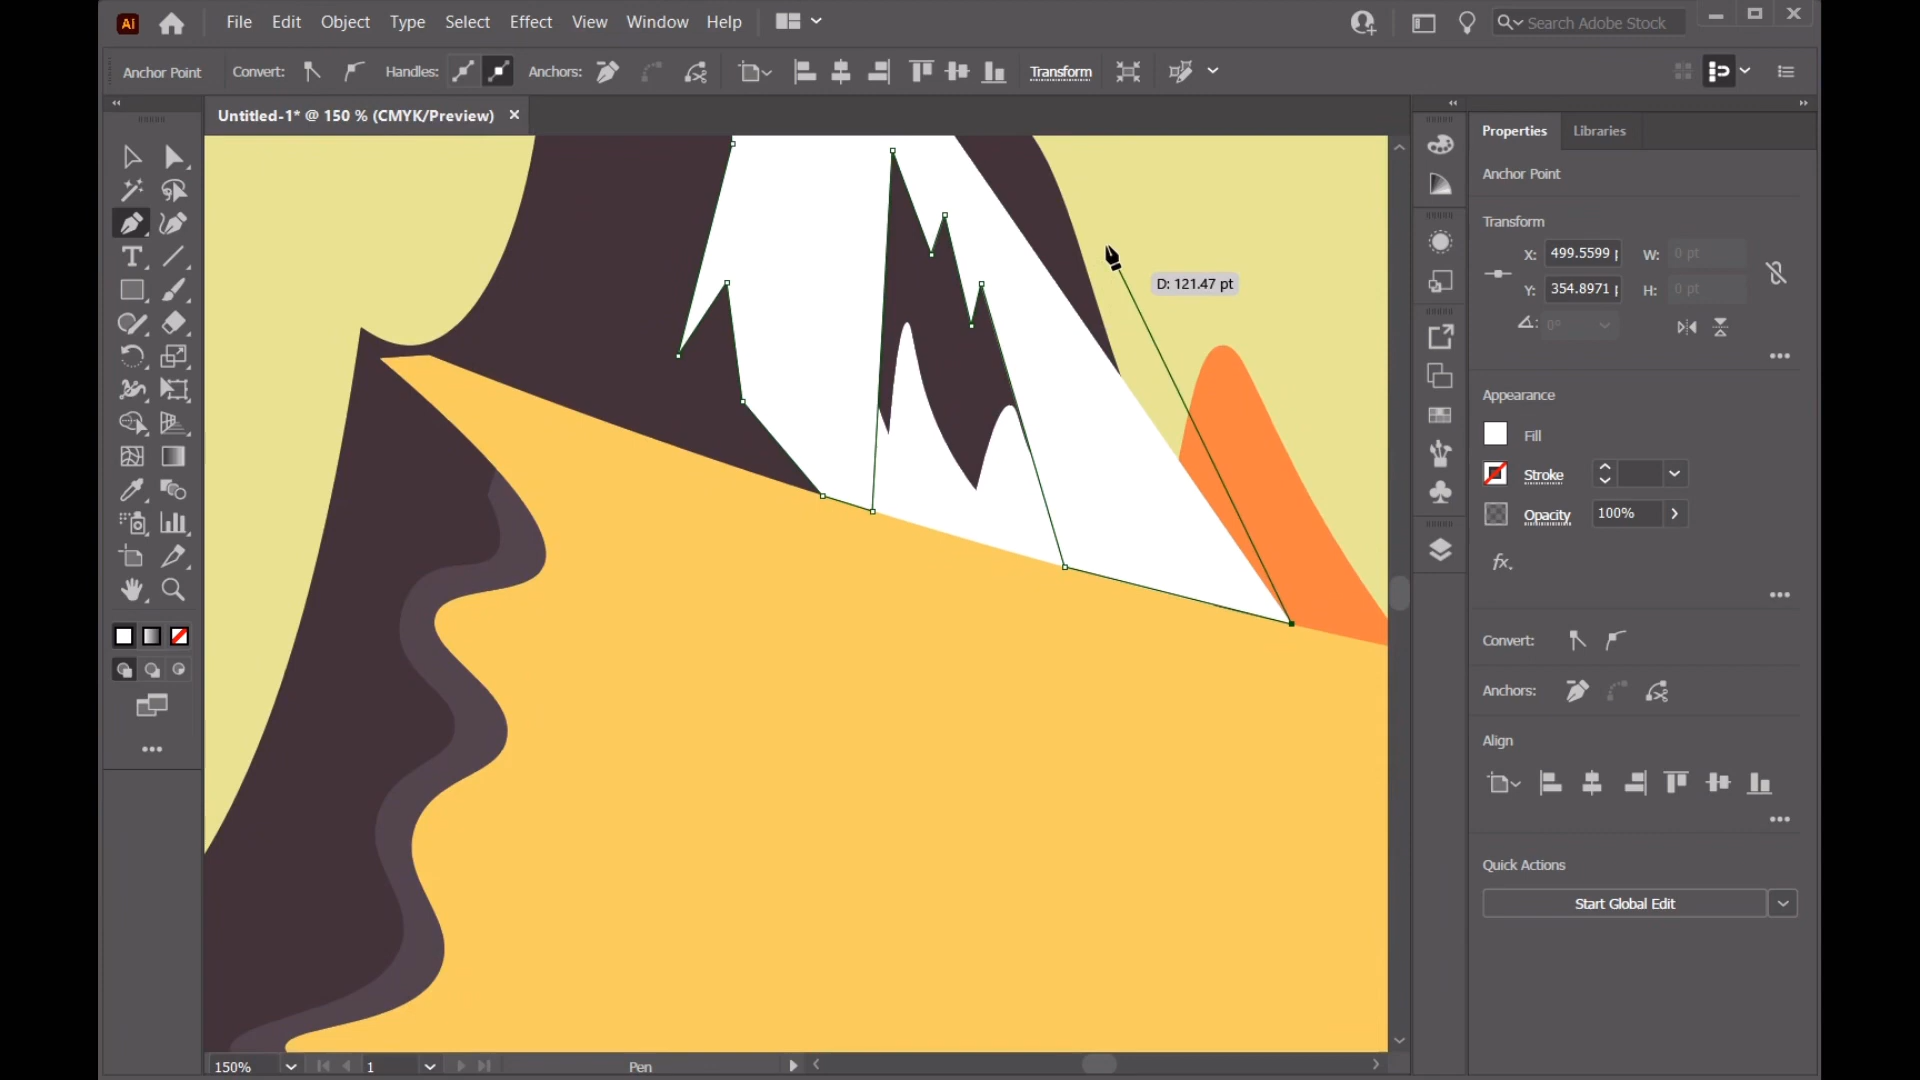 Ai
File Edit Object Type Select Effect View Window Help
Search Adobe Stock
Anchor Point Convert: Handles: Anchors: Transform
Untitled-1* @ 150 % (CMYK/Preview) ×
Properties Libraries
Anchor Point
Transform
X: 499.5599 W: 0 pt
Y: 354.8971 H: 0 pt
0°
D: 121.47 pt
Appearance
Fill
Stroke
Opacity 100%
fx.
Convert:
Anchors:
Align
Quick Actions
Start Global Edit
150% 1 Pen